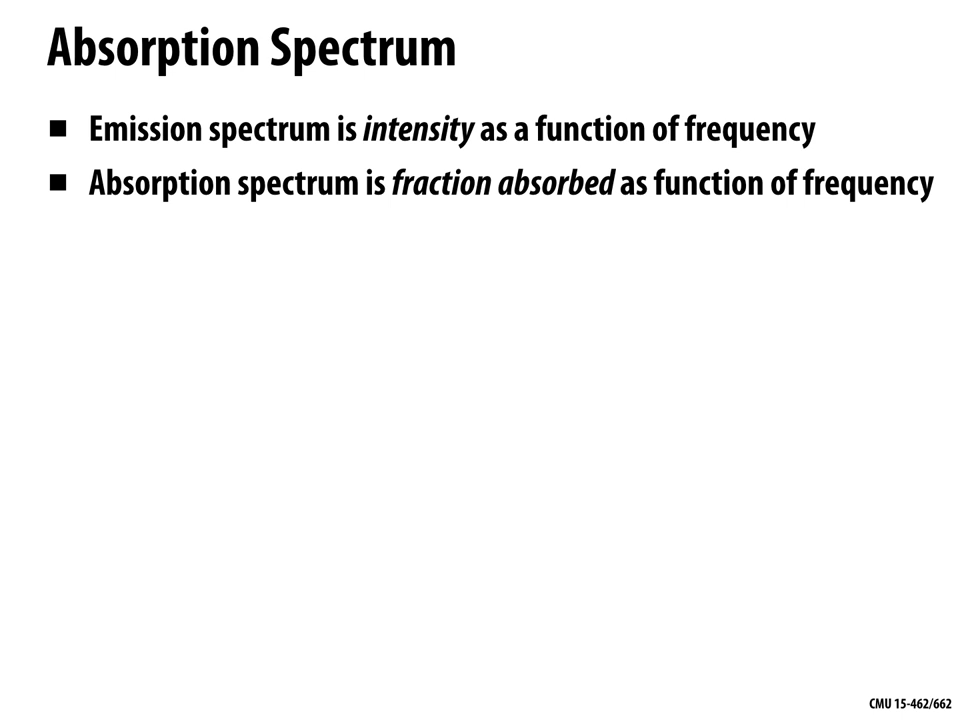 Absorption Spectrum
■ Emission spectrum is intensity as a function of frequency
■ Absorption spectrum is fraction absorbed as function of frequency
CMU 15-462/662